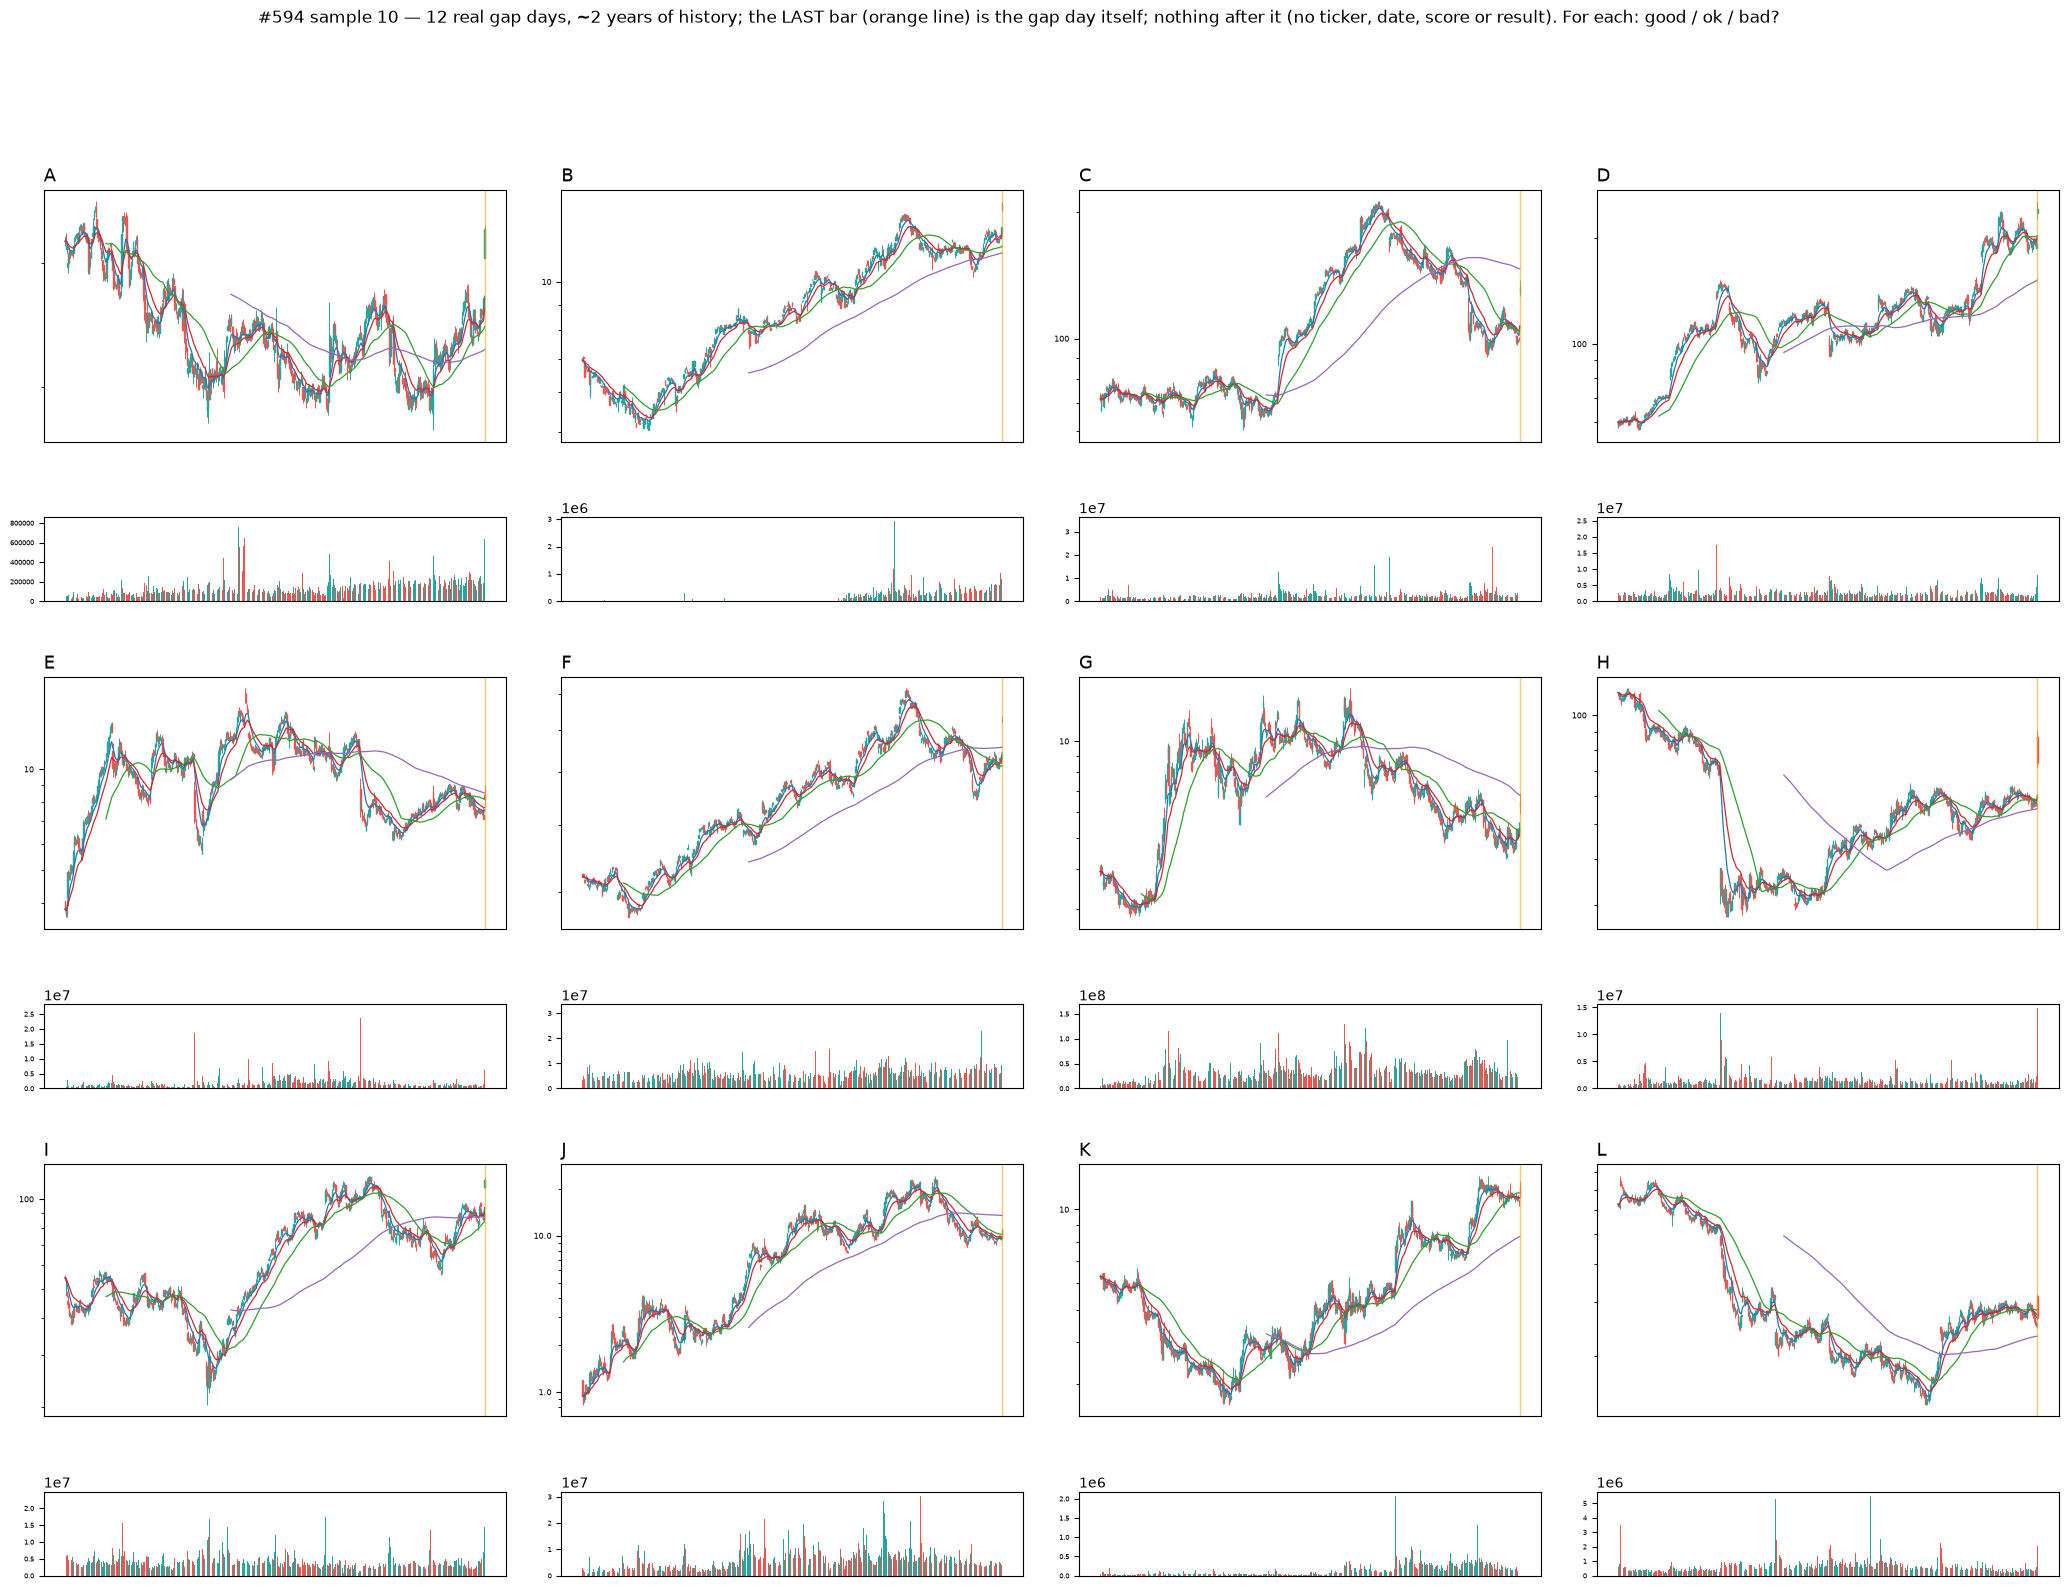 #594 sample 10 — 12 real gap days, ~2 years of history; the LAST bar (orange line) is the gap day itself; nothing after it (no ticker, date, score or result). For each: good / ok / bad?
A
B
10
C
100
D
100
800000
600000
400000
200000
0
1e6
3
2
1
0
1e7
3
2
1
0
1e7
2.5
2.0
1.5
1.0
0.5
0.0
E
10
F
G
10
H
100
1e7
2.5
2.0
1.5
1.0
0.5
0.0
1e7
3
2
1
0
1e8
1.5
1.0
0.5
0.0
1e7
1.5
1.0
0.5
0.0
I
100
J
10.0
1.0
K
10
L
1e7
2.0
1.5
1.0
0.5
0.0
1e7
3
2
1
0
1e6
2.0
1.5
1.0
0.5
0.0
1e6
5
4
3
2
1
0